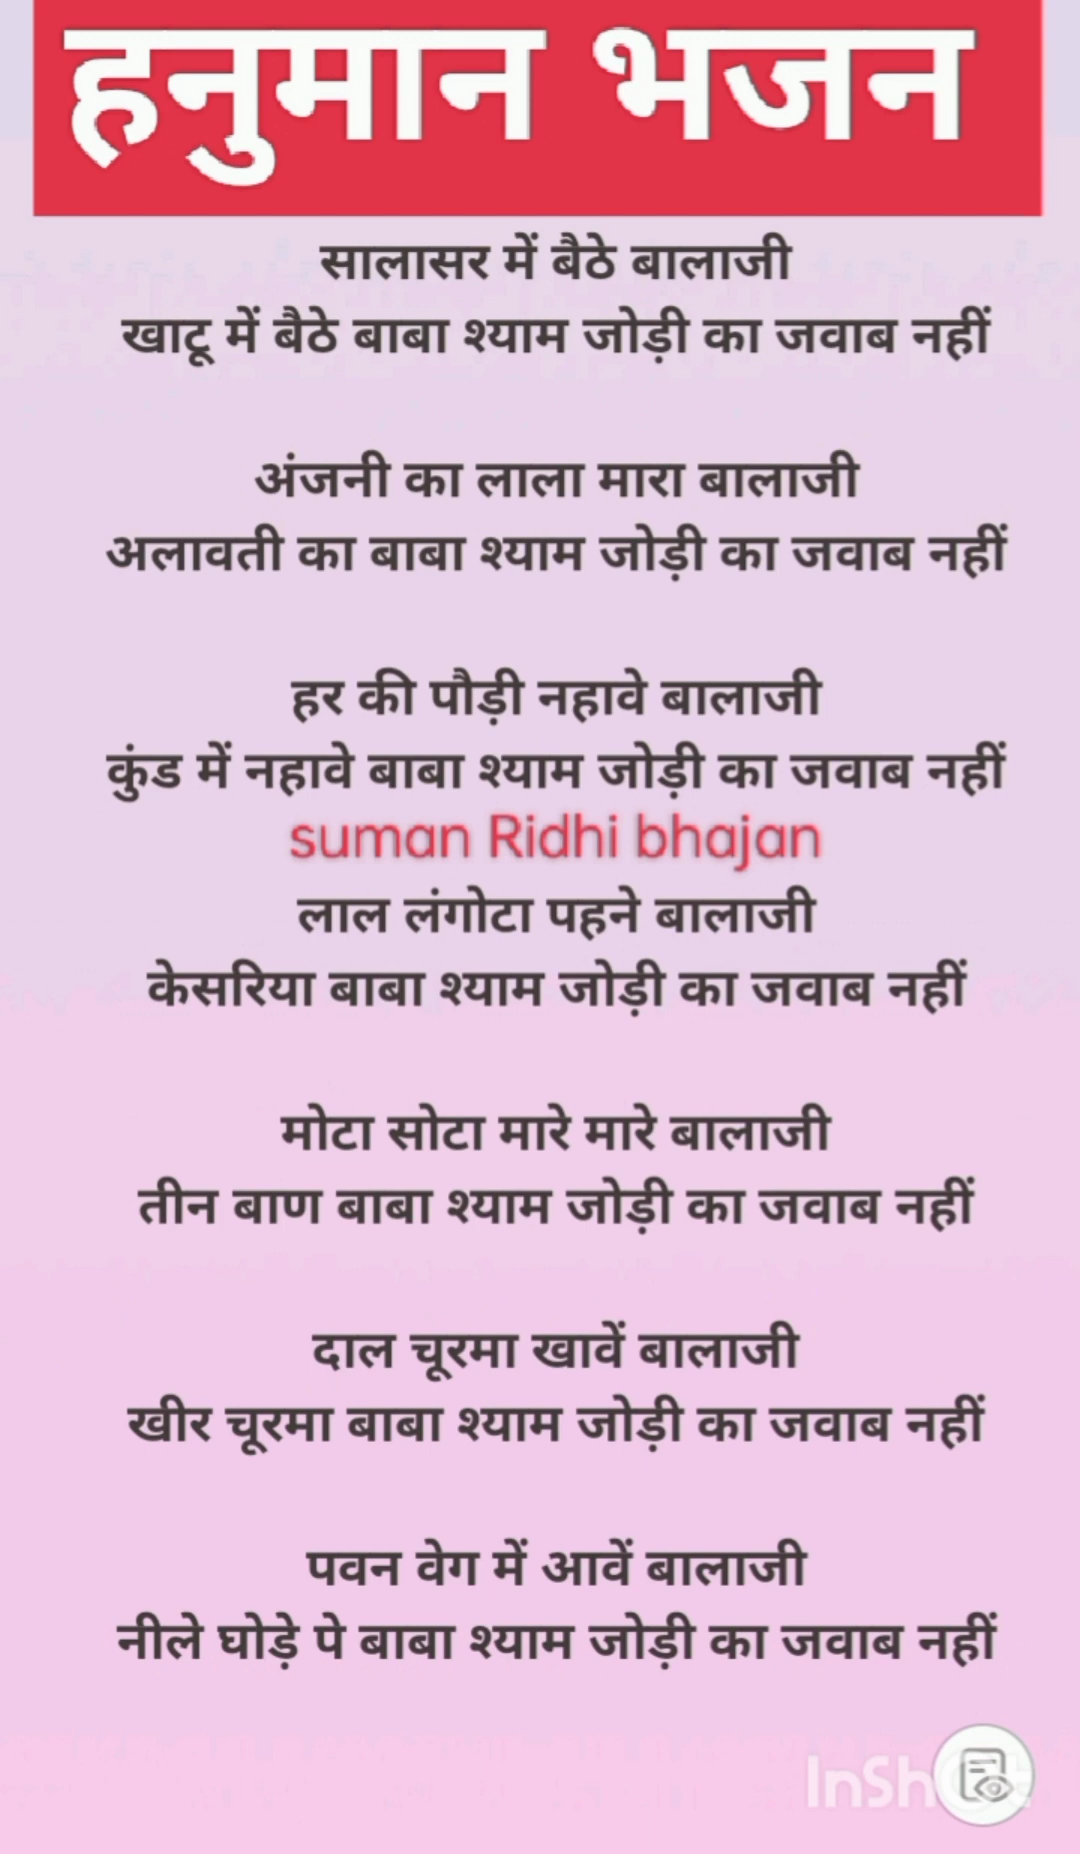 हनुमान भजन
सालासर में बैठे बालाजी
खाटू में बैठे बाबा श्याम जोड़ी का जवाब नहीं
अंजनी का लाला मारा बालाजी
अलावती का बाबा श्याम जोड़ी का जवाब नहीं
हर की पौड़ी नहावे बालाजी
कुंड में नहावे बाबा श्याम जोड़ी का जवाब नहीं
suman Ridhi bhajan
लाल लंगोटा पहने बालाजी
केसरिया बाबा श्याम जोड़ी का जवाब नहीं
मोटा सोटा मारे मारे बालाजी
तीन बाण बाबा श्याम जोड़ी का जवाब नहीं
दाल चूरमा खावें बालाजी
खीर चूरमा बाबा श्याम जोड़ी का जवाब नहीं
पवन वेग में आवें बालाजी
नीले घोड़े पे बाबा श्याम जोड़ी का जवाब नहीं